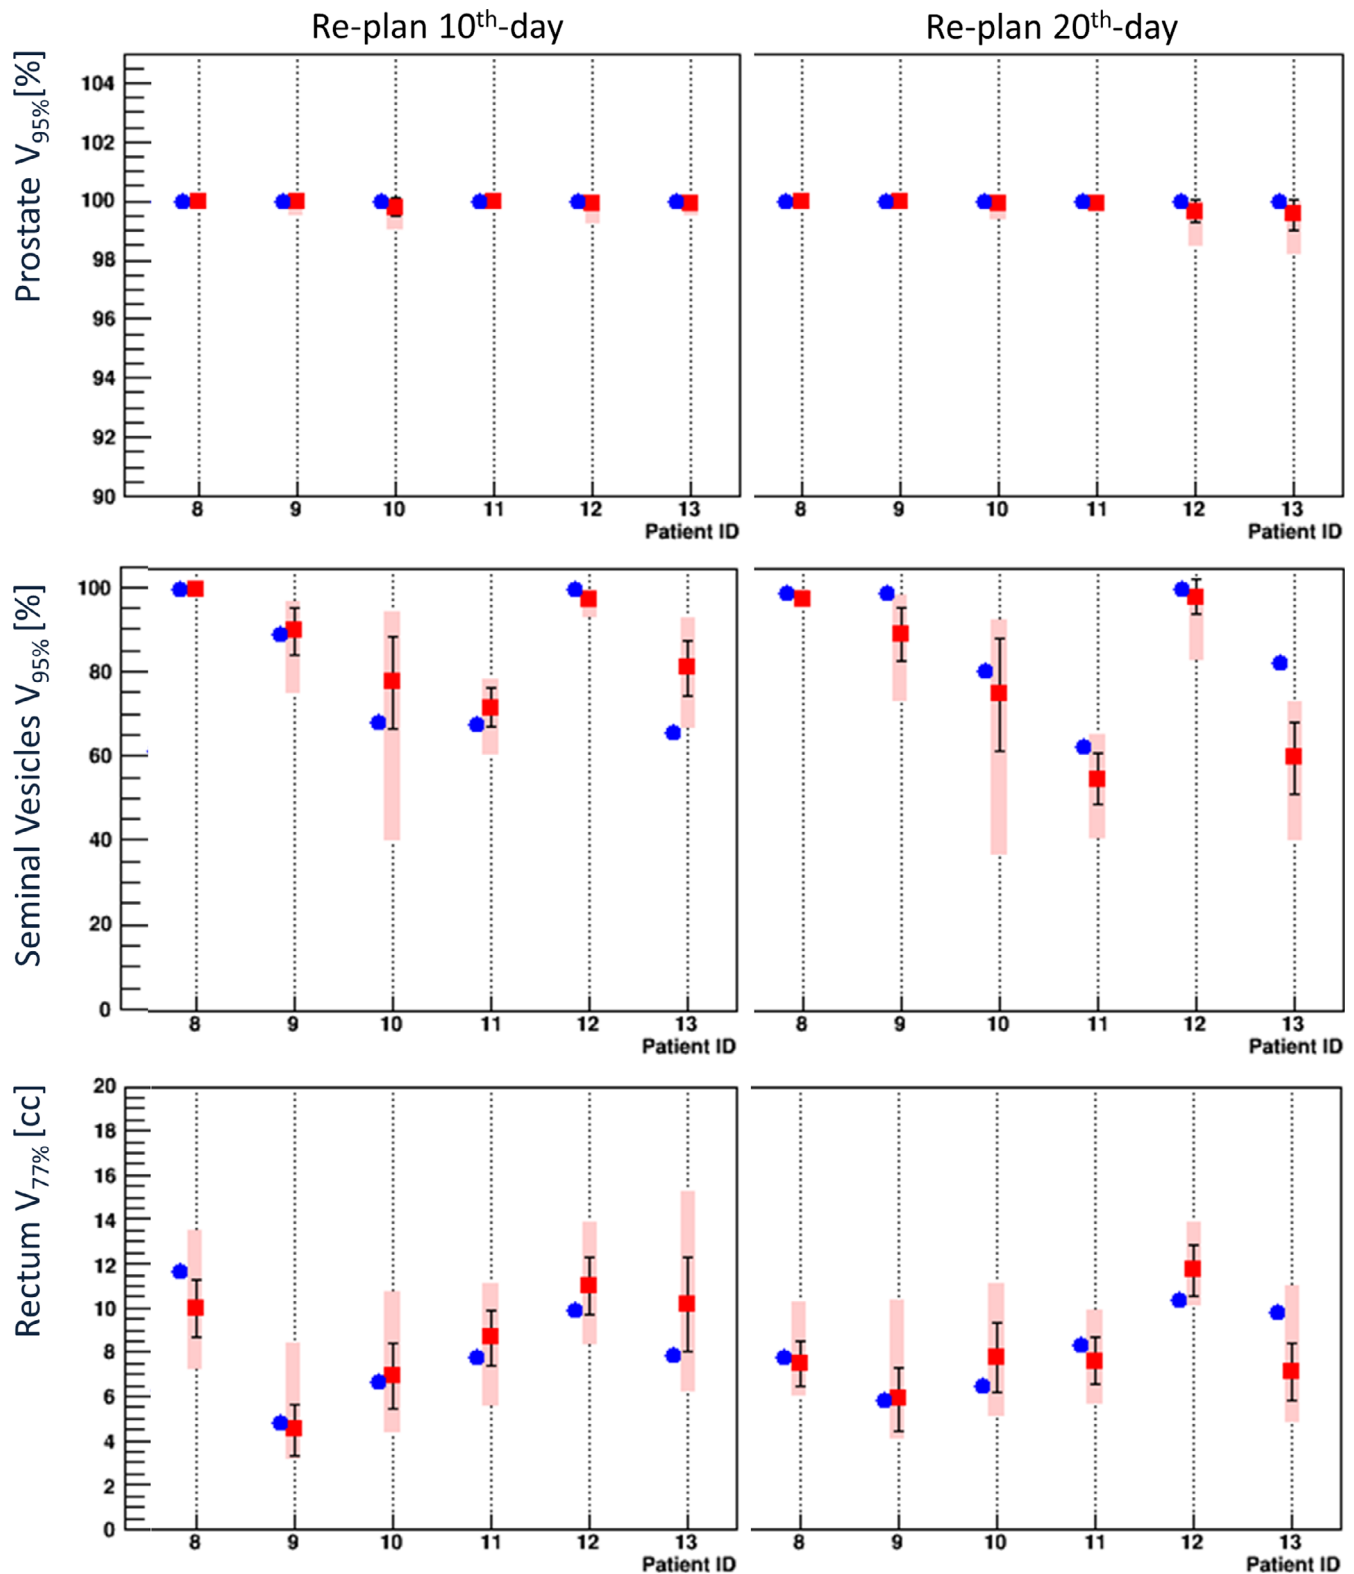 Re-plan 10th-day
Re-plan 20th-day
Prostate V95%[%]
104
102
100
98
96
94
92
90
8 9 10 11 12 13
Patient ID
8 9 10 11 12 13
Patient ID
Seminal Vesicles V95% [%]
100
80
60
40
20
0
8 9 10 11 12 13
Patient ID
8 9 10 11 12 13
Patient ID
Rectum V77% [cc]
20
18
16
14
12
10
8
6
4
2
0
8 9 10 11 12 13
Patient ID
8 9 10 11 12 13
Patient ID